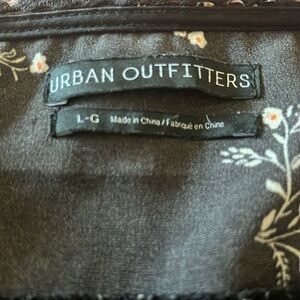 URBAN OUTFITTERS
L-G Made in China / Fabriqué en Chine